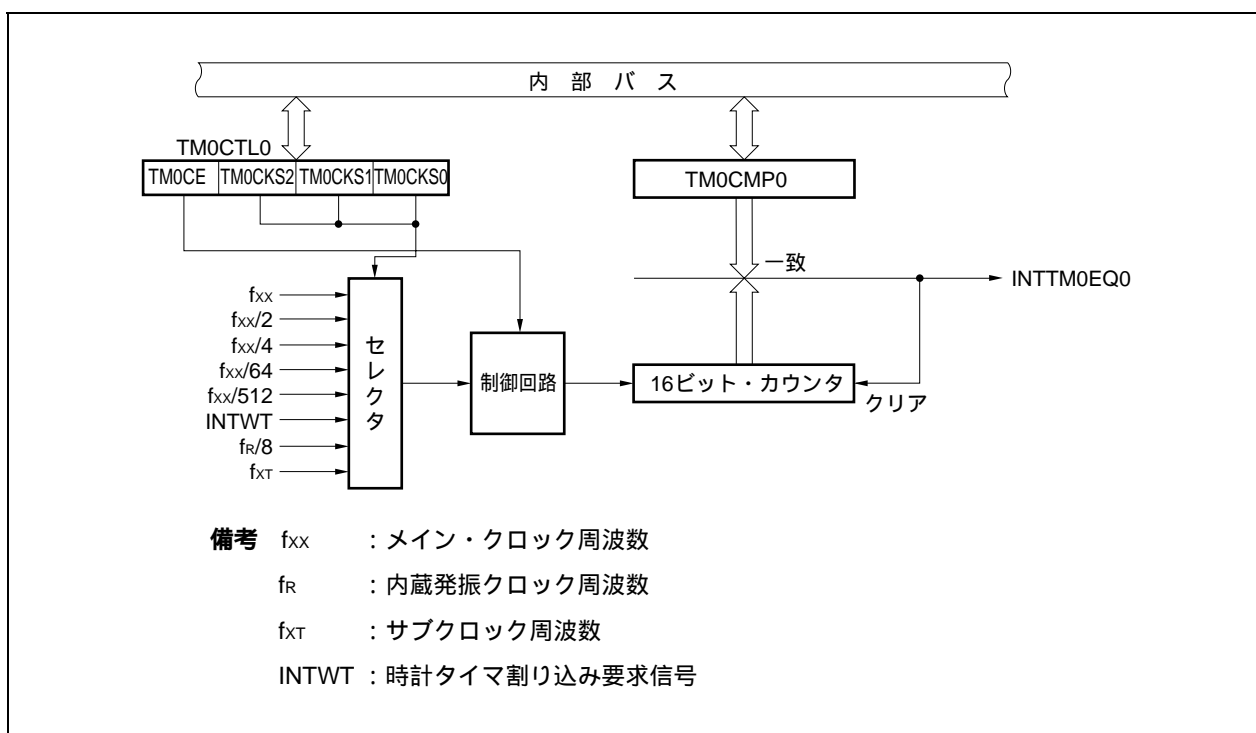 内 部 バ ス
TM0CTL0
TM0CE TM0CKS2 TM0CKS1 TM0CKS0
TM0CMP0
一致
INTTM0EQ0
fXX
fXX/2
fXX/4
fXX/64
fXX/512
INTWT
fR/8
fXT
セレクタ
制御回路
16ビット・カウンタ
クリア
備考 fXX :メイン・クロック周波数
fR :内蔵発振クロック周波数
fXT :サブクロック周波数
INTWT :時計タイマ割り込み要求信号